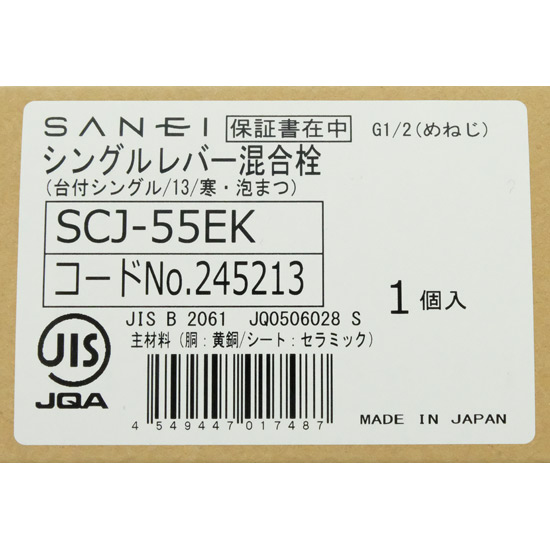 SANEI 保証書在中 G1/2(めねじ)
シングルレバー混合栓
(台付シングル/13/寒・泡まつ)
SCJ-55EK
コードNo.245213
1個入
JIS B 2061 JQ0506028 S
主材料(胴:黄銅/シート:セラミック)
JIS
JQA
4549447017487
MADE IN JAPAN